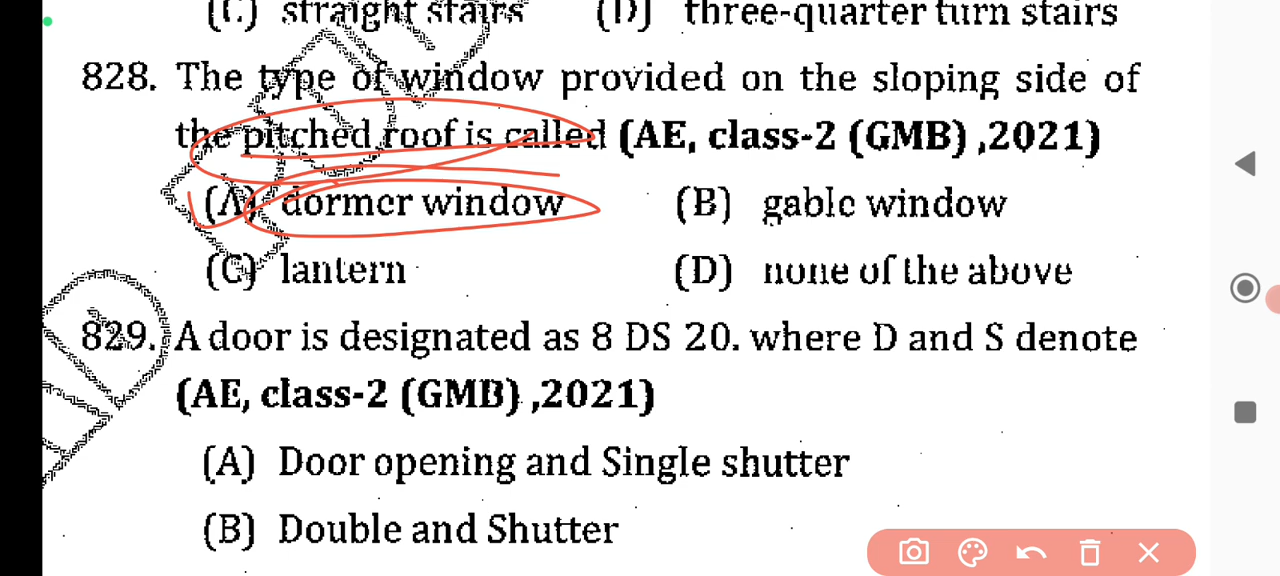 (C) straight stairs (D) three-quarter turn stairs
828. The type of window provided on the sloping side of
the pitched roof is called (AE, class-2 (GMB) ,2021)
(A) dormer window (B) gable window
(C) lantern (D) none of the above
829. A door is designated as 8 DS 20. where D and S denote
(AE, class-2 (GMB) ,2021)
(A) Door opening and Single shutter
(B) Double and Shutter